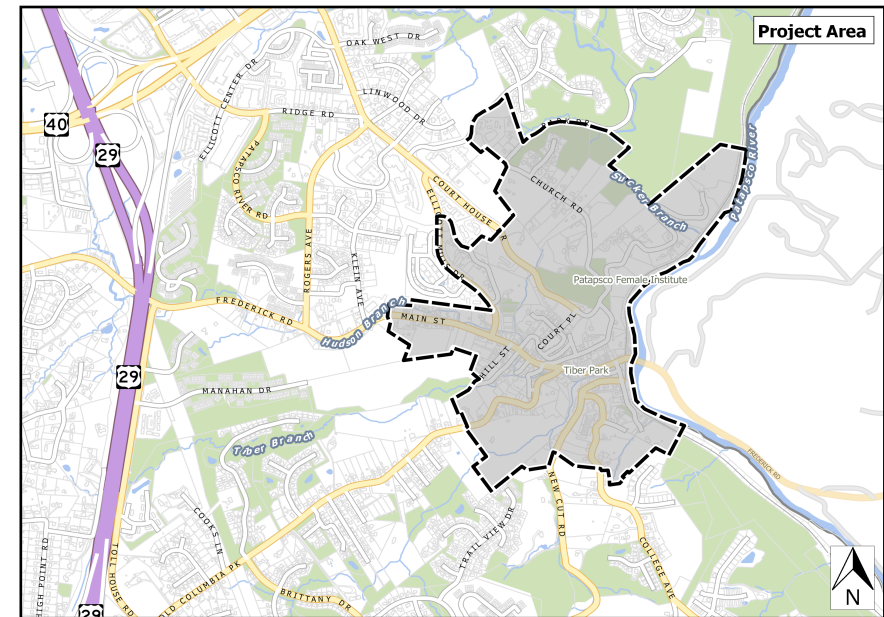 Project Area
OAK WEST DR
ELLICOTT CENTER DR
LINWOOD DR
40
RIDGE RD
29
PATAPSCO RIVER RD
PATAPSCO RIVER
COURT HOUSE DR
CHURCH RD
SUCKER Branch
ROGERS AVE
KLEIN AVE
Patapsco Female Institute
FREDERICK RD
Hudson Branch
MAIN ST
COURT PL
HILL ST
Tiber Park
29
MANAHAN DR
Tiber Branch
FREDERICK RD
NEW CUT RD
COOKS LN
TRAIL VIEW DR
HIGH POINT RD
TOLL HOUSE RD
OLD COLUMBIA PK
COLLEGE AVE
BRITTANY DR
29
N